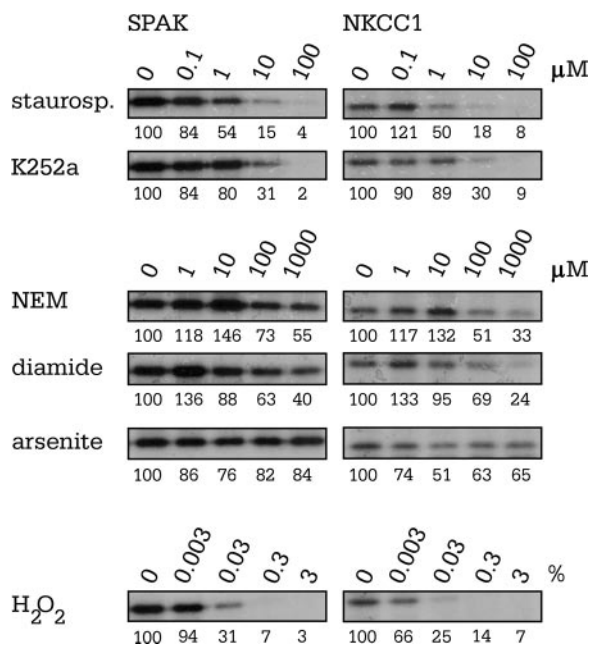 SPAK NKCC1
0 0.1 1 10 100 0 0.1 1 10 100 µM
staurosp.
100 84 54 15 4 100 121 50 18 8
K252a
100 84 80 31 2 100 90 89 30 9
0 1 10 100 1000 0 1 10 100 1000 µM
NEM
100 118 146 73 55 100 117 132 51 33
diamide
100 136 88 63 40 100 133 95 69 24
arsenite
100 86 76 82 84 100 74 51 63 65
0 0.003 0.03 0.3 3 0 0.003 0.03 0.3 3 %
H₂O₂
100 94 31 7 3 100 66 25 14 7